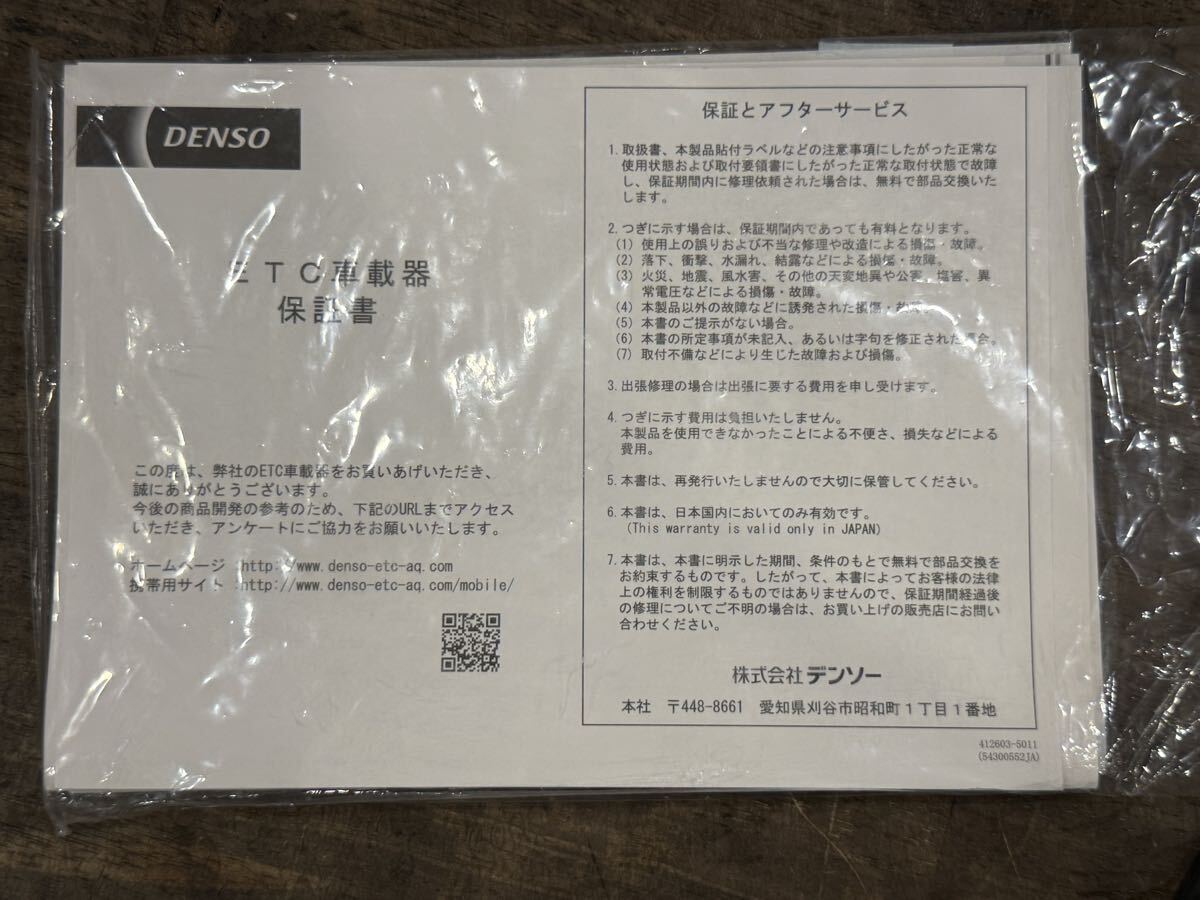 DENSO
ETC車載器
保証書
この度は、弊社のETC車載器をお買いあげいただき、
誠にありがとうございます。
今後の商品開発の参考のため、下記のURLまでアクセス
いただき、アンケートにご協力をお願いいたします。
ホームページ :http://www.denso-etc-aq.com
携帯用サイト :http://www.denso-etc-aq.com/mobile/
保証とアフターサービス
1. 取扱書、本製品貼付ラベルなどの注意事項にしたがった正常な
使用状態および取付要領書にしたがった正常な取付状態で故障
し、保証期間内に修理依頼された場合は、無料で部品交換いた
します。
2. つぎに示す場合は、保証期間内であっても有料となります。
(1) 使用上の誤りおよび不当な修理や改造による損傷・故障。
(2) 落下、衝撃、水漏れ、結露などによる損傷・故障。
(3) 火災、地震、風水害、その他の天変地異や公害、塩害、異
常電圧などによる損傷・故障。
(4) 本製品以外の故障などに誘発された損傷・故障。
(5) 本書のご提示がない場合。
(6) 本書の所定事項が未記入、あるいは字句を修正された場合。
(7) 取付不備などにより生じた故障および損傷。
3. 出張修理の場合は出張に要する費用を申し受けます。
4. つぎに示す費用は負担いたしません。
本製品を使用できなかったことによる不便さ、損失などによる
費用。
5. 本書は、再発行いたしませんので大切に保管してください。
6. 本書は、日本国内においてのみ有効です。
(This warranty is valid only in JAPAN)
7. 本書は、本書に明示した期間、条件のもとで無料で部品交換を
お約束するものです。したがって、本書によってお客様の法律
上の権利を制限するものではありませんので、保証期間経過後
の修理についてご不明の場合は、お買い上げの販売店にお問い
合わせください。
株式会社デンソー
本社 〒448-8661 愛知県刈谷市昭和町1丁目1番地
412603-5011
(54300552JA)